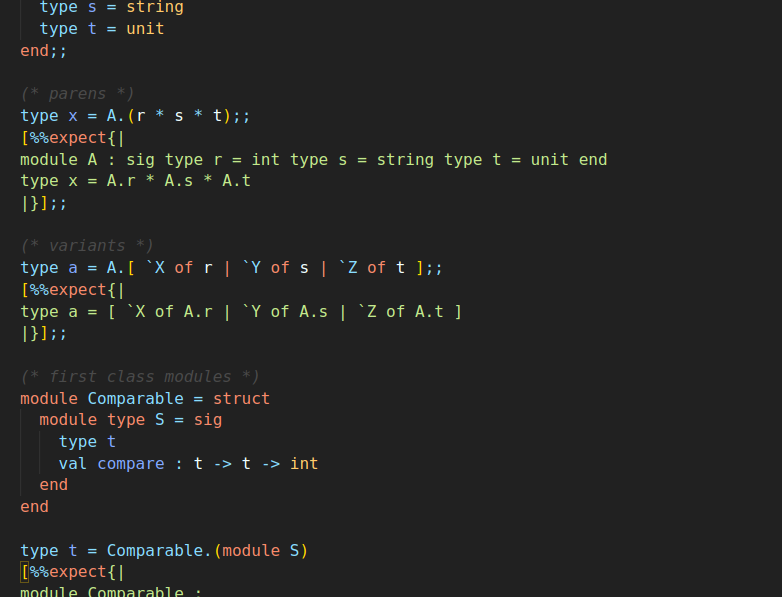 type s = string
type t = unit
end;;
(* parens *)
type x = A.(r * s * t);;
[%%expect{|
module A : sig type r = int type s = string type t = unit end
type x = A.r * A.s * A.t
|}];;
(* variants *)
type a = A.[ `X of r | `Y of s | `Z of t ];;
[%%expect{|
type a = [ `X of A.r | `Y of A.s | `Z of A.t ]
|}];;
(* first class modules *)
module Comparable = struct
module type S = sig
type t
val compare : t -> t -> int
end
end
type t = Comparable.(module S)
[%%expect{|
module Comparable :